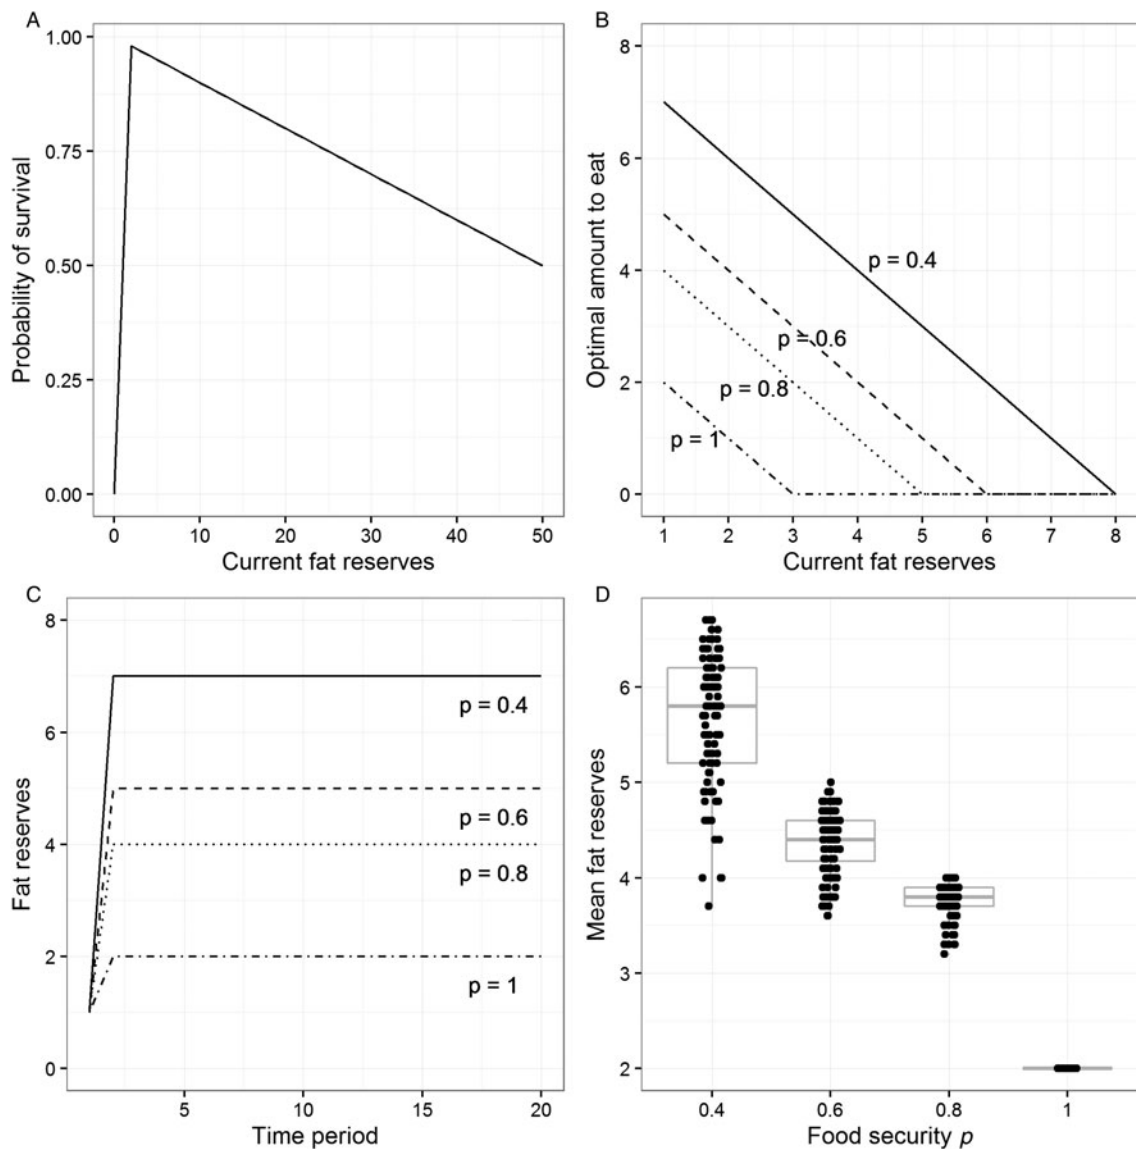 A
1.00
0.75
0.50
0.25
0.00
Probability of survival
0
10
20
30
40
50
Current fat reserves
B
8
6
4
2
0
Optimal amount to eat
p = 0.4
p = 0.6
p = 0.8
p = 1
1
2
3
4
5
6
7
8
Current fat reserves
C
8
6
4
2
0
Fat reserves
p = 0.4
p = 0.6
p = 0.8
p = 1
5
10
15
20
Time period
D
6
5
4
3
2
Mean fat reserves
0.4
0.6
0.8
1
Food security p